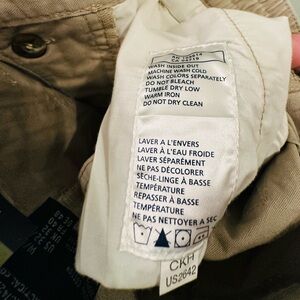 WASH INSIDE OUT
MACHINE WASH COLD
WASH COLORS SEPARATELY
DO NOT BLEACH
TUMBLE DRY LOW
WARM IRON
DO NOT DRY CLEAN
LAVER A L'ENVERS
LAVER À L'EAU FROIDE
LAVER SÉPARÉMENT
NE PAS DÉCOLORER
SÈCHE-LINGE À BASSE
TEMPÉRATURE
REPASSER À BASSE
TEMPÉRATURE
NE PAS NETTOYER A SEC
CKH
US2642